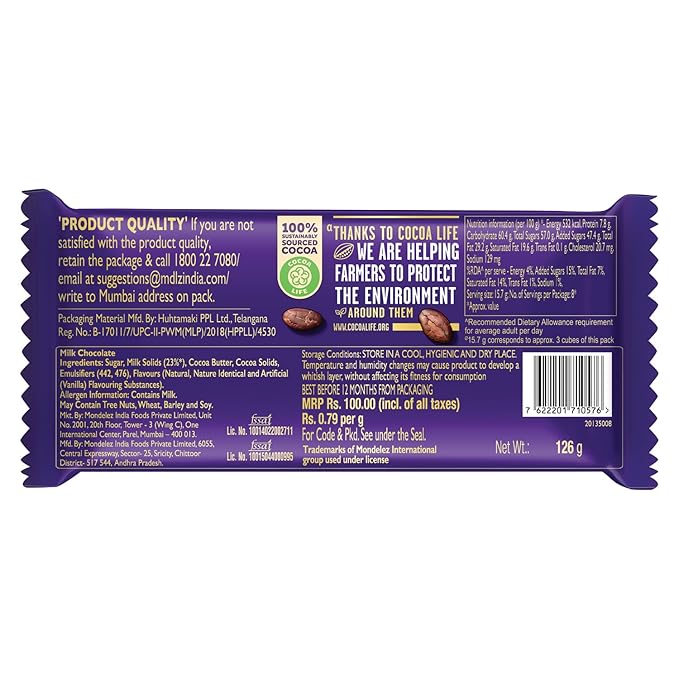 'PRODUCT QUALITY' If you are not
satisfied with the product quality,
retain the package & call 1800 22 7080/
email at suggestions@mdlzindia.com/
write to Mumbai address on pack.
Packaging Material Mfg. By: Huhtamaki PPL Ltd., Telangana
Reg. No.: B-17011/7/UPC-II-PWM(MLP)/2018(HPPLL)/4530
100%
SUSTAINABLY
SOURCED
COCOA
COCOA
LIFE
αTHANKS TO COCOA LIFE
WE ARE HELPING
FARMERS TO PROTECT
THE ENVIRONMENT
AROUND THEM
WWW.COCOALIFE.ORG
Nutrition information (per 100 g)^ - Energy 532 kcal, Protein 7.8 g,
Carbohydrate 60.4 g, Total Sugars 57.0 g, Added Sugars 47.4 g, Total
Fat 29.2 g, Saturated Fat 19.6 g, Trans Fat 0.1 g, Cholesterol 20.7 mg,
Sodium 129 mg
%RDA^ per serve - Energy 4%, Added Sugars 15%, Total Fat 7%,
Saturated Fat 14%, Trans Fat 1%, Sodium 1%.
Serving size: 15.7 g. No. of Servings per Package: 8
Approx. value
^Recommended Dietary Allowance requirement
for average adult per day
15.7 g corresponds to approx. 3 cubes of this pack
Milk Chocolate
Ingredients: Sugar, Milk Solids (23%*), Cocoa Butter, Cocoa Solids,
Emulsifiers (442, 476), Flavours (Natural, Nature Identical and Artificial
(Vanilla) Flavouring Substances).
Allergen Information: Contains Milk.
May Contain Tree Nuts, Wheat, Barley and Soy.
Mfd. By: Mondelez India Foods Private Limited, Unit
No. 2001, 20th Floor, Tower - 3 (Wing C), One
International Center, Parel, Mumbai – 400 013.
Mfd. By: Mondelez India Foods Private Limited, 6055,
Central Expressway, Sector- 25, Sricity, Chittoor
District- 517 544, Andhra Pradesh.
fssai
Lic. No. 10014022002711
fssai
Lic. No. 10015044000995
Storage Conditions: STORE IN A COOL, HYGIENIC AND DRY PLACE.
Temperature and humidity changes may cause product to develop a
whitish layer, without affecting its fitness for consumption
BEST BEFORE 12 MONTHS FROM PACKAGING
MRP Rs. 100.00 (incl. of all taxes)
Rs. 0.79 per g
For Code & Pkd. See under the Seal.
Trademarks of Mondelez International
group used under license
7 622201 710576 >
20135008
Net Wt.: 126 g